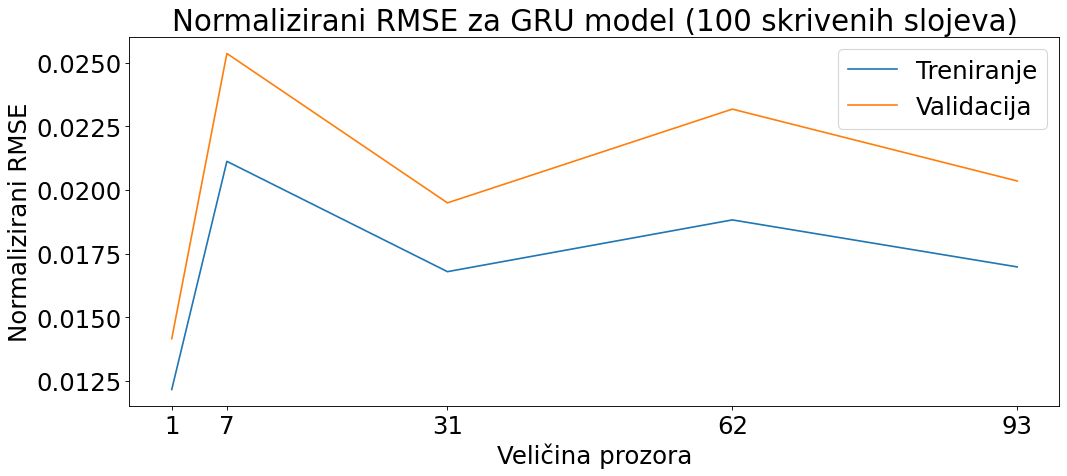 Normalizirani RMSE za GRU model (100 skrivenih slojeva)
Normalizirani RMSE
0.0250
0.0225
0.0200
0.0175
0.0150
0.0125
Treniranje
Validacija
1 7 31 62 93
Veličina prozora